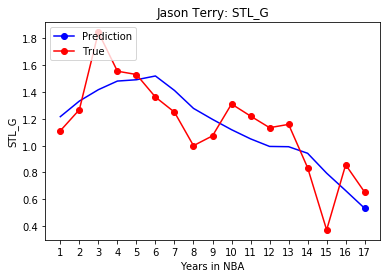 Jason Terry: STL_G
Prediction
True
STL_G
1.8
1.6
1.4
1.2
1.0
0.8
0.6
0.4
1 2 3 4 5 6 7 8 9 10 11 12 13 14 15 16 17
Years in NBA